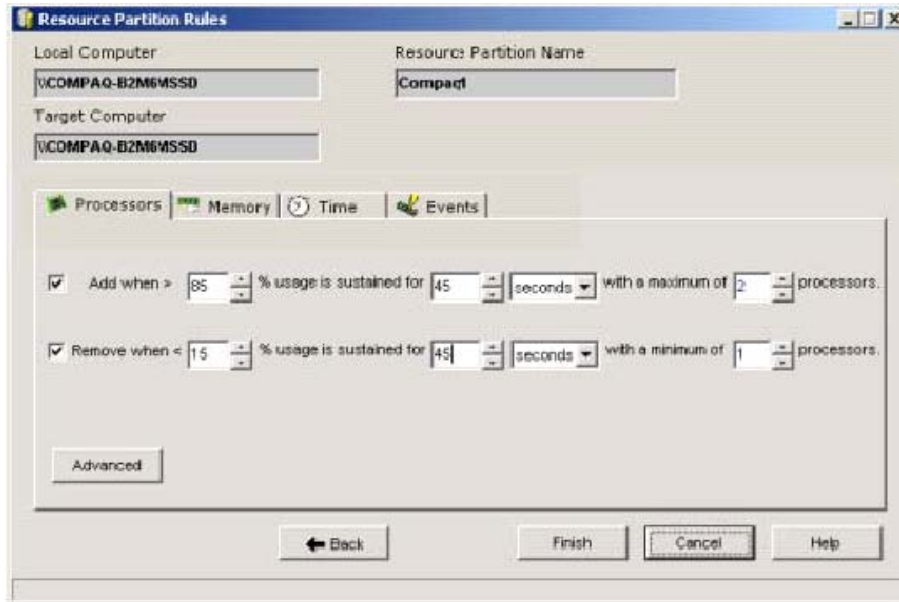 Resource Partition Rules
Local Computer
Resource Partition Name
\\COMPAQ-B2M6MSSD
Compaq1
Target Computer
\\COMPAQ-B2M6MSSD
Processors Memory Time Events
Add when > 85 % usage is sustained for 45 seconds with a maximum of 2 processors.
Remove when < 15 % usage is sustained for 45 seconds with a minimum of 1 processors.
Advanced
Back Finish Cancel Help